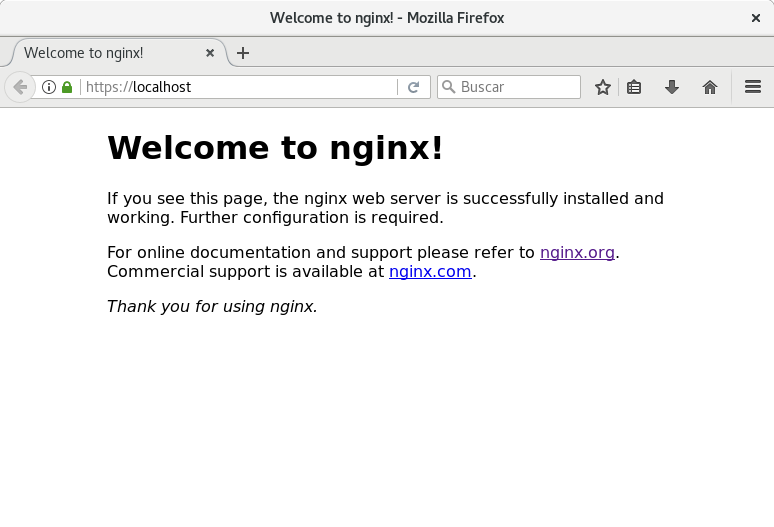 Welcome to nginx! - Mozilla Firefox
Welcome to nginx!
https://localhost
Buscar
Welcome to nginx!
If you see this page, the nginx web server is successfully installed and
working. Further configuration is required.
For online documentation and support please refer to nginx.org.
Commercial support is available at nginx.com.
Thank you for using nginx.